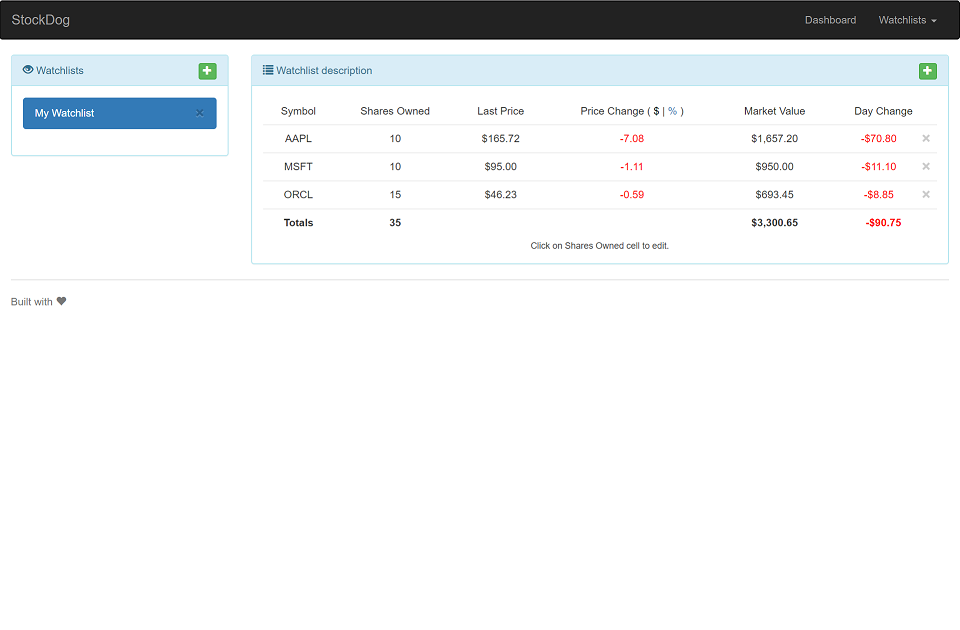 StockDog Dashboard Watchlists
Watchlists
My Watchlist ×
Watchlist description
Symbol Shares Owned Last Price Price Change ( $ | % ) Market Value Day Change
AAPL 10 $165.72 -7.08 $1,657.20 -$70.80 ×
MSFT 10 $95.00 -1.11 $950.00 -$11.10 ×
ORCL 15 $46.23 -0.59 $693.45 -$8.85 ×
Totals 35 $3,300.65 -$90.75
Click on Shares Owned cell to edit.
Built with ♥